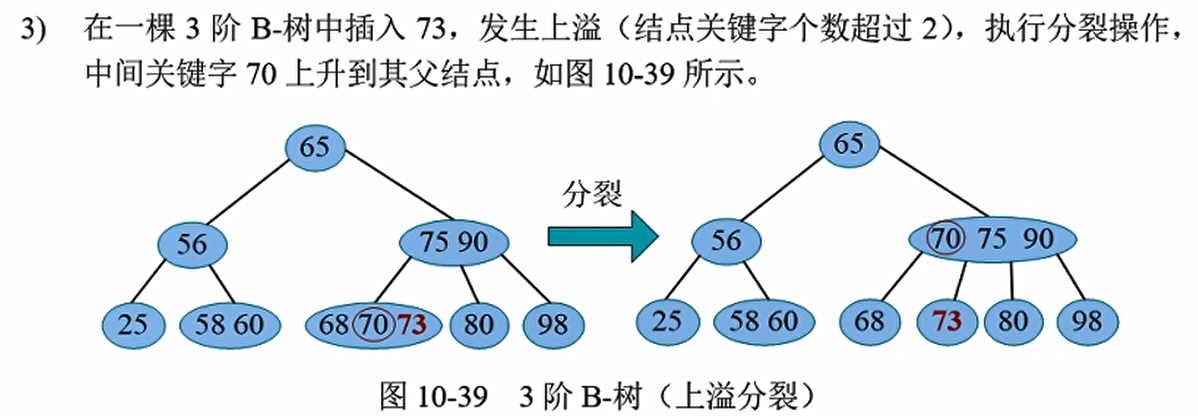 3) 在一棵 3 阶 B-树中插入 73，发生上溢（结点关键字个数超过 2），执行分裂操作，
中间关键字 70 上升到其父结点，如图 10-39 所示。
65
65
分裂
56
75 90
56
70 75 90
25
58 60
68 70 73
80
98
25
58 60
68
73
80
98
图 10-39 3 阶 B-树（上溢分裂）